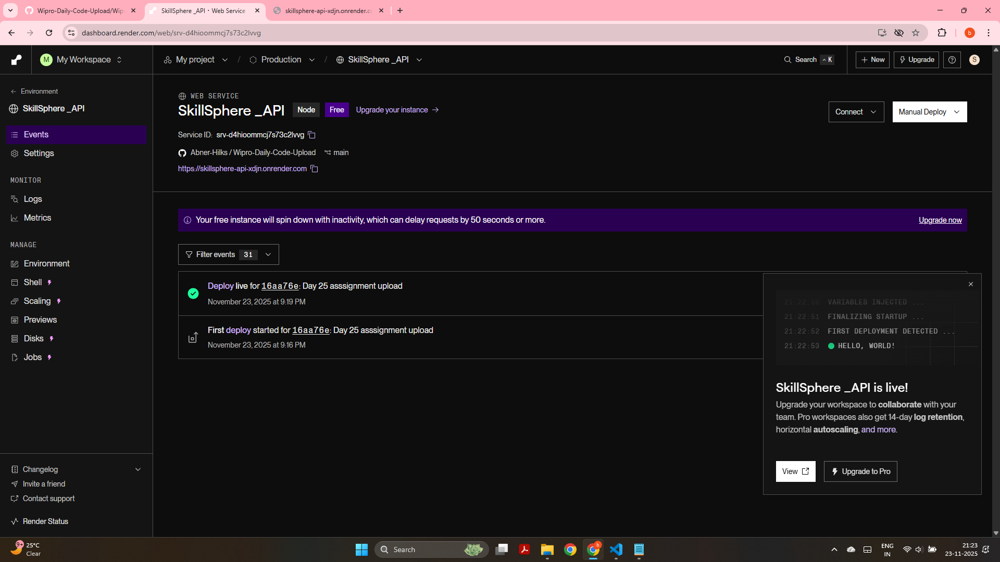 Wipro-Daily-Code-Upload/Wip
SkillSphere _API · Web Service
skillsphere-api-xdjn.onrender.co
dashboard.render.com/web/srv-d4hioommcj7s73c2lvvg
b
M My Workspace
My project / Production / SkillSphere _API
Search ^ K
+ New
Upgrade
S
← Environment
SkillSphere _API
Events
Settings
MONITOR
Logs
Metrics
MANAGE
Environment
Shell
Scaling
Previews
Disks
Jobs
Changelog
Invite a friend
Contact support
Render Status
WEB SERVICE
SkillSphere _API Node Free Upgrade your instance →
Connect
Manual Deploy
Service ID: srv-d4hioommcj7s73c2lvvg
Abner-Hilks / Wipro-Daily-Code-Upload main
https://skillsphere-api-xdjn.onrender.com
Your free instance will spin down with inactivity, which can delay requests by 50 seconds or more.
Upgrade now
Filter events 31
Deploy live for 16aa76e: Day 25 asssignment upload
November 23, 2025 at 9:19 PM
First deploy started for 16aa76e: Day 25 asssignment upload
November 23, 2025 at 9:16 PM
21:22:50 VARIABLES INJECTED ...
21:22:51 FINALIZING STARTUP ...
21:22:52 FIRST DEPLOYMENT DETECTED ...
21:22:53 HELLO, WORLD!
SkillSphere _API is live!
Upgrade your workspace to collaborate with your
team. Pro workspaces also get 14-day log retention,
horizontal autoscaling, and more.
View
Upgrade to Pro
9+
25°C
Clear
Search
b
ENG
IN
21:23
23-11-2025